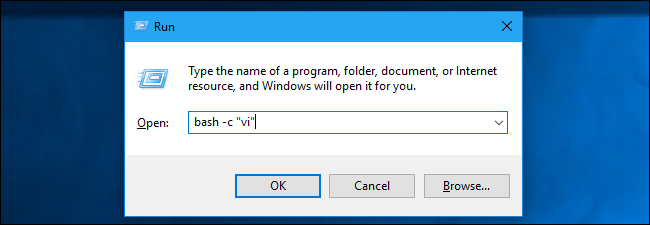 Run
Type the name of a program, folder, document, or Internet
resource, and Windows will open it for you.
Open: bash -c "vi"
OK Cancel Browse...